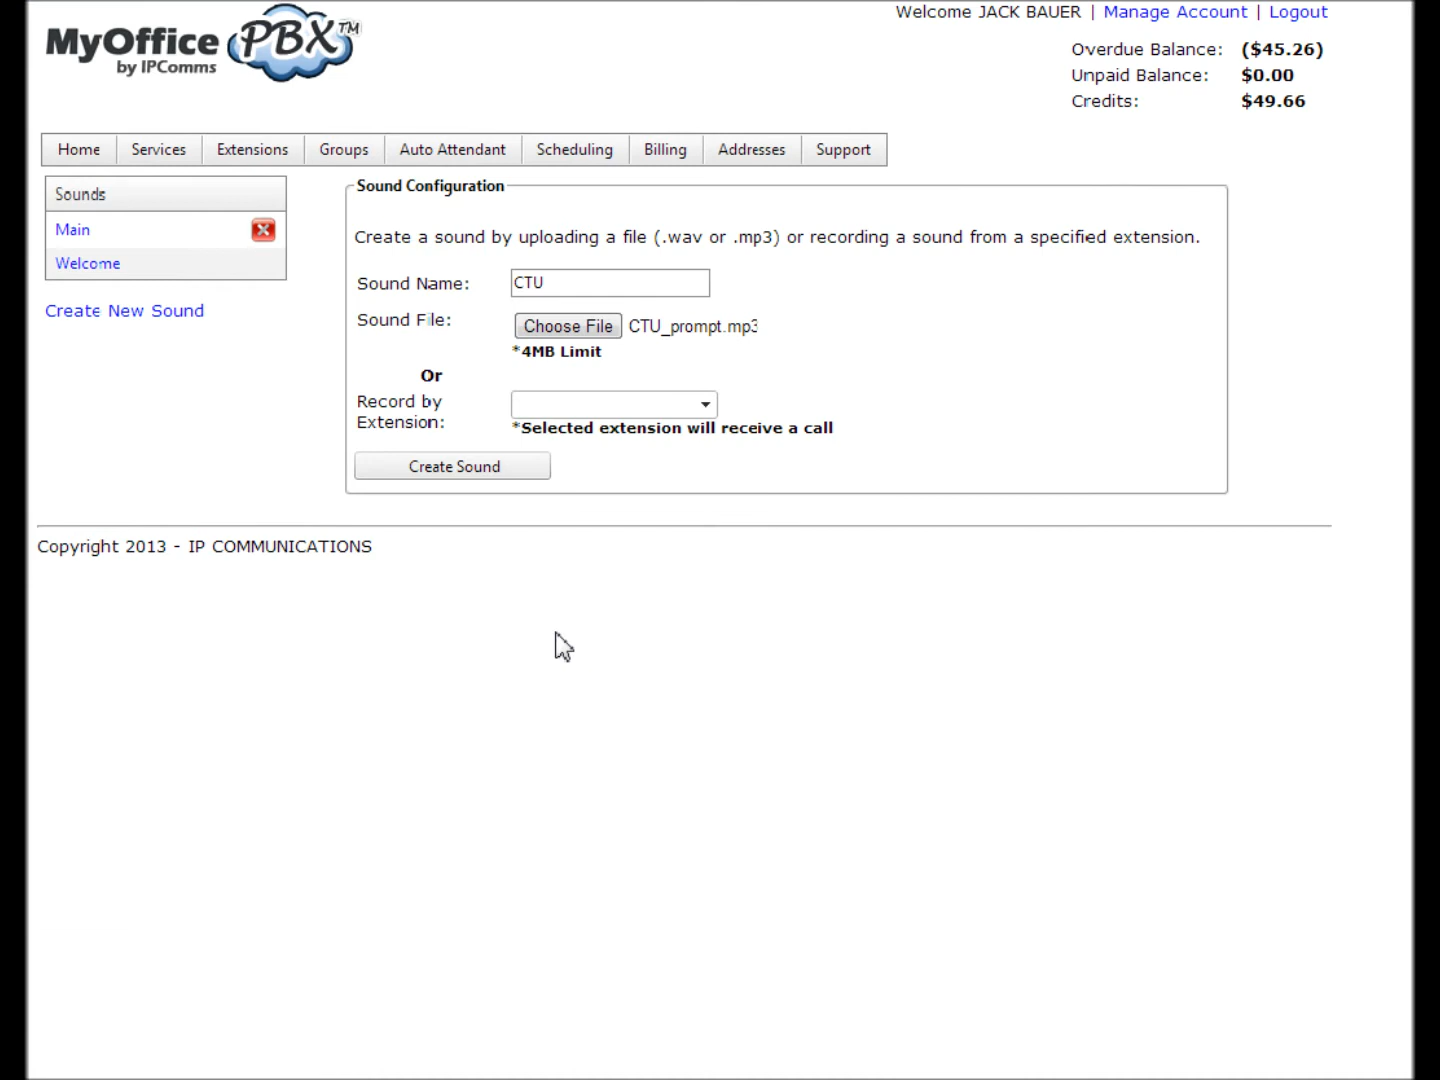 Welcome JACK BAUER | Manage Account | Logout
MyOffice PBX™
by IPComms
Overdue Balance: ($45.26)
Unpaid Balance: $0.00
Credits: $49.66
Home Services Extensions Groups Auto Attendant Scheduling Billing Addresses Support
Sounds
Main
Welcome
Create New Sound
Sound Configuration
Create a sound by uploading a file (.wav or .mp3) or recording a sound from a specified extension.
Sound Name: CTU
Sound File: Choose File CTU_prompt.mp3
*4MB Limit
Or
Record by
Extension:
*Selected extension will receive a call
Create Sound
Copyright 2013 - IP COMMUNICATIONS